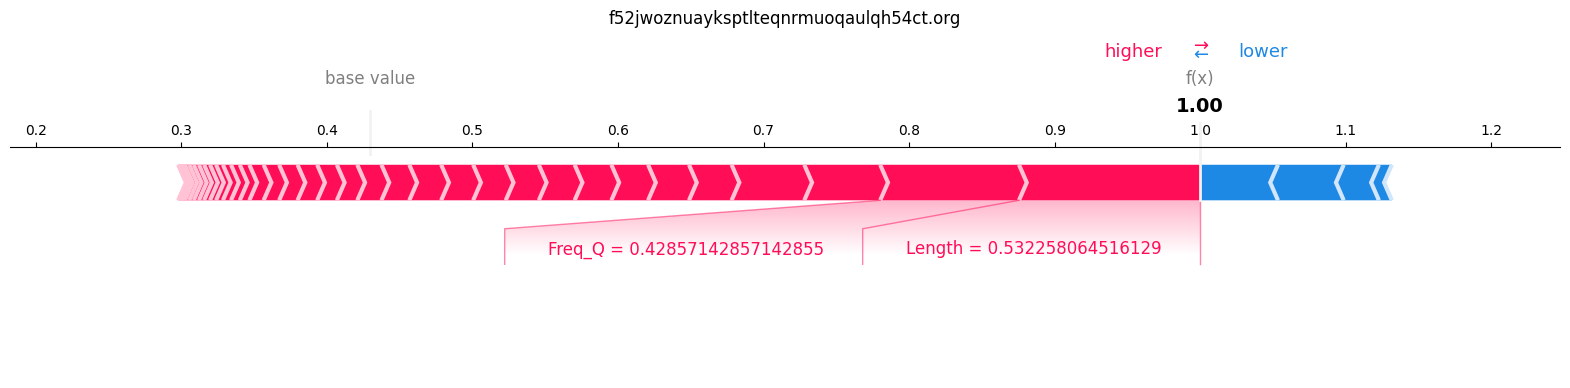 f52jwoznuayksptlteqnrmuoqaulqh54ct.org
higher ⇄ lower
base value f(x)
1.00
0.2 0.3 0.4 0.5 0.6 0.7 0.8 0.9 1.0 1.1 1.2
Freq_Q = 0.42857142857142855 Length = 0.532258064516129